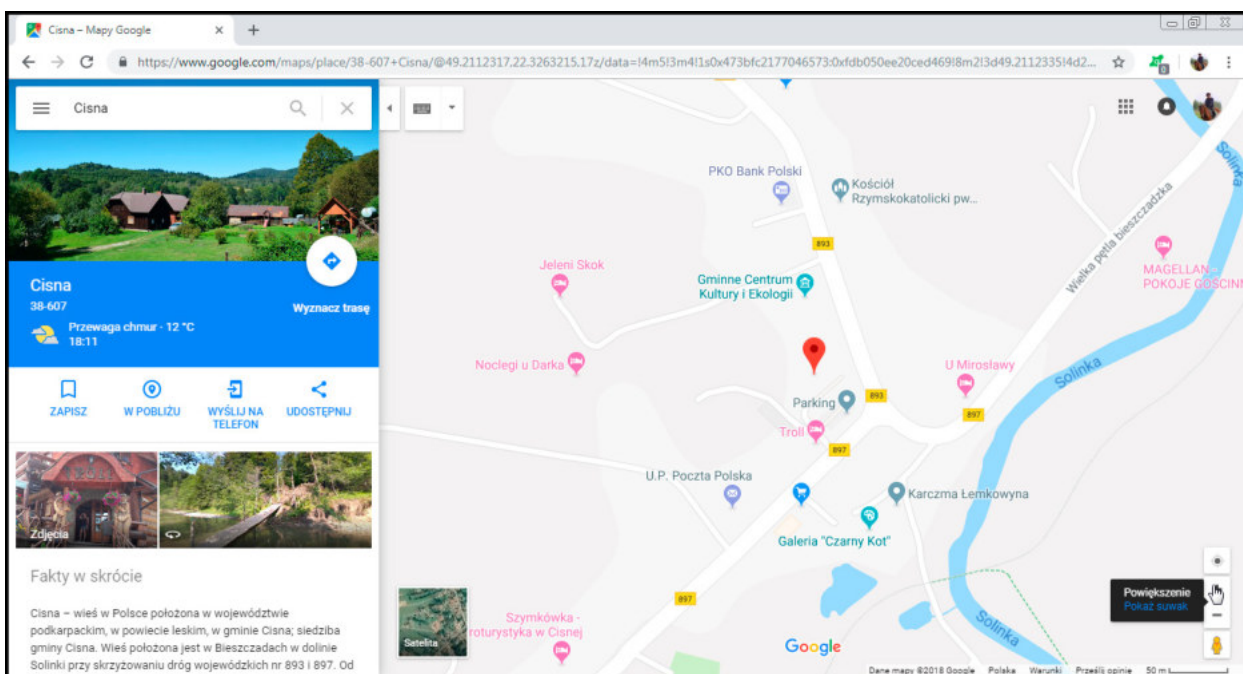 Cisna – Mapy Google
https://www.google.com/maps/place/38-607+Cisna/@49.2112317,22.3263215,17z/data=!4m5!3m4!1s0x473bfc2177046573:0xfdb050ee20ced469!8m2!3d49.2112335!4d2...
0
Cisna
Cisna
38-607
Wyznacz trasę
Przewaga chmur · 12 °C
18:11
ZAPISZ
W POBLIŻU
WYŚLIJ NA
TELEFON
UDOSTĘPNIJ
Zdjęcia
Fakty w skrócie
Cisna – wieś w Polsce położona w województwie
podkarpackim, w powiecie leskim, w gminie Cisna; siedziba
gminy Cisna. Wieś położona jest w Bieszczadach w dolinie
Solinki przy skrzyżowaniu dróg wojewódzkich nr 893 i 897. Od
PKO Bank Polski
Kościół
Rzymskokatolicki pw...
Solinka
Wielka pętla bieszczadzka
893
MAGELLAN -
POKOJE GOŚCINN
Jeleni Skok
Gminne Centrum
Kultury i Ekologii
Noclegi u Darka
U Mirosławy
Solinka
Parking
893
897
Troll
897
U.P. Poczta Polska
Karczma Łemkowyna
Galeria "Czarny Kot"
897
Szymkówka -
roturystyka w Cisnej
Satelita
Powiększenie
Pokaż suwak
Solinka
Google
Dane mapy ©2018 Google Polska Warunki Prześlij opinie 50 m